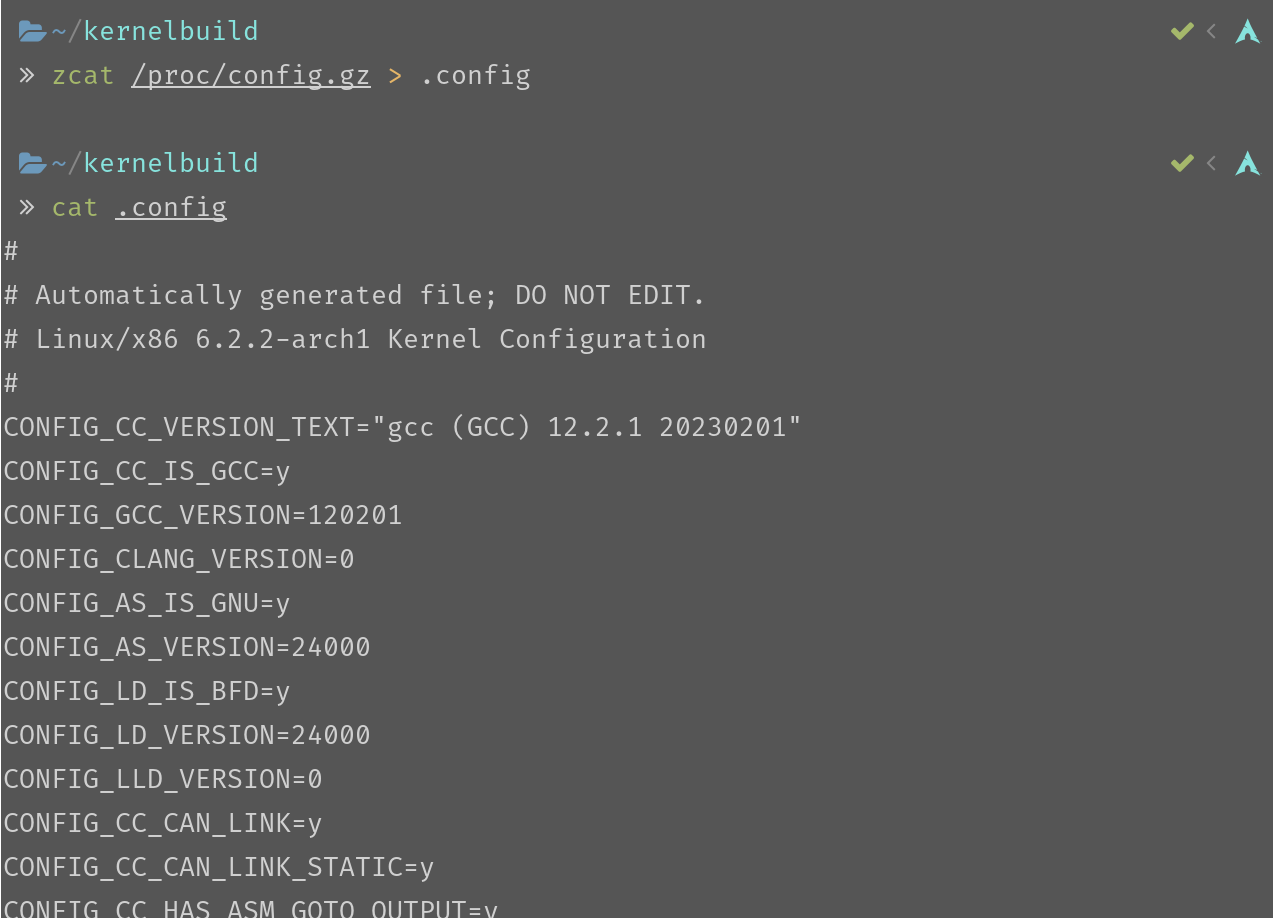 ~/kernelbuild
» zcat /proc/config.gz > .config
~/kernelbuild
» cat .config
#
# Automatically generated file; DO NOT EDIT.
# Linux/x86 6.2.2-arch1 Kernel Configuration
#
CONFIG_CC_VERSION_TEXT="gcc (GCC) 12.2.1 20230201"
CONFIG_CC_IS_GCC=y
CONFIG_GCC_VERSION=120201
CONFIG_CLANG_VERSION=0
CONFIG_AS_IS_GNU=y
CONFIG_AS_VERSION=24000
CONFIG_LD_IS_BFD=y
CONFIG_LD_VERSION=24000
CONFIG_LLD_VERSION=0
CONFIG_CC_CAN_LINK=y
CONFIG_CC_CAN_LINK_STATIC=y
CONFIG_CC_HAS_ASM_GOTO_OUTPUT=y